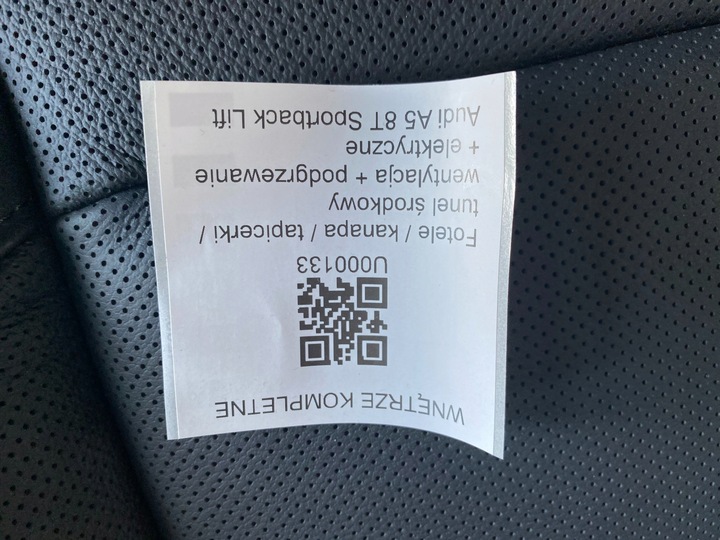 WNĘTRZE KOMPLETNE
U000133
Fotele / kanapa / tapicerki /
tunel środkowy
wentylacja + podgrzewanie
+ elektryczne
Audi A5 8T Sportback Lift